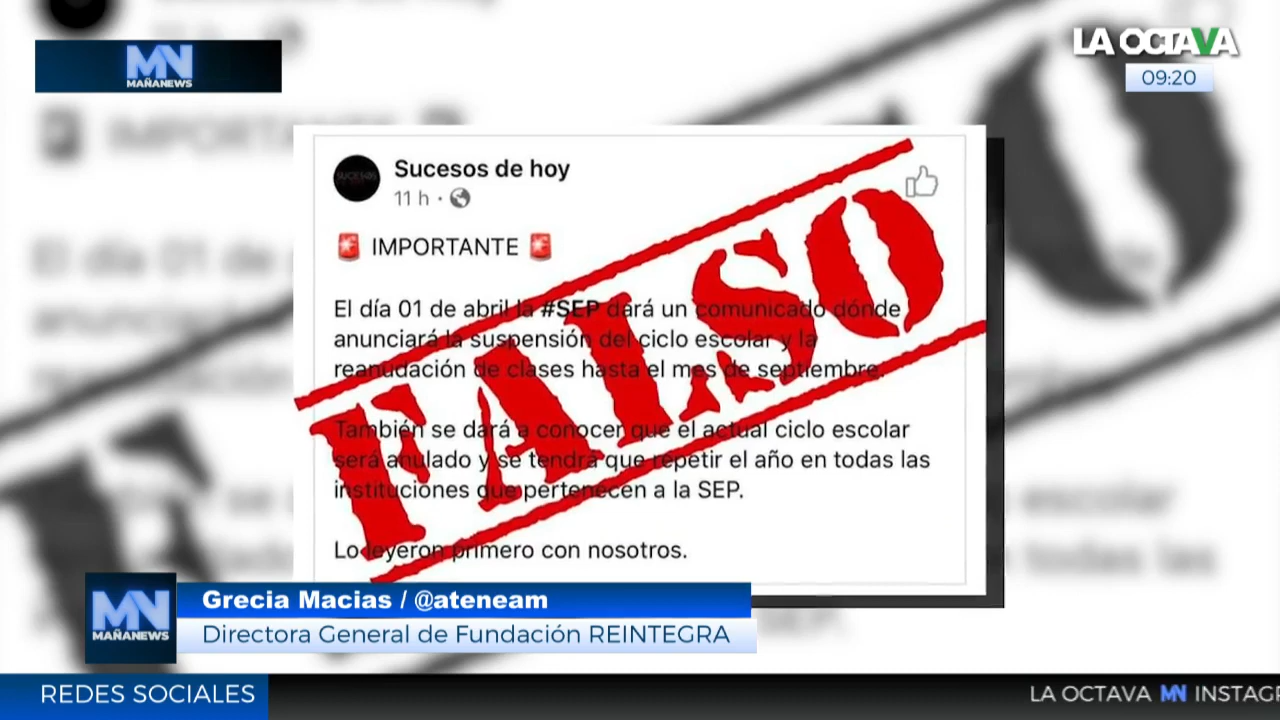 MN
MAÑANEWS
LA OCTAVA
09:20
Sucesos de hoy
SUCESOS
11 h ·
IMPORTANTE
El día 01 de abril la #SEP dará un comunicado dónde
anunciará la suspensión del ciclo escolar y la
reanudación de clases hasta el mes de septiembre.
También se dará a conocer que el actual ciclo escolar
será anulado y se tendrá que repetir el año en todas las
instituciones que pertenecen a la SEP.
Lo leyeron primero con nosotros.
FALSO
MN
MAÑANEWS
Grecia Macias / @ateneam
Directora General de Fundación REINTEGRA
REDES SOCIALES
LA OCTAVA MN INSTAGR